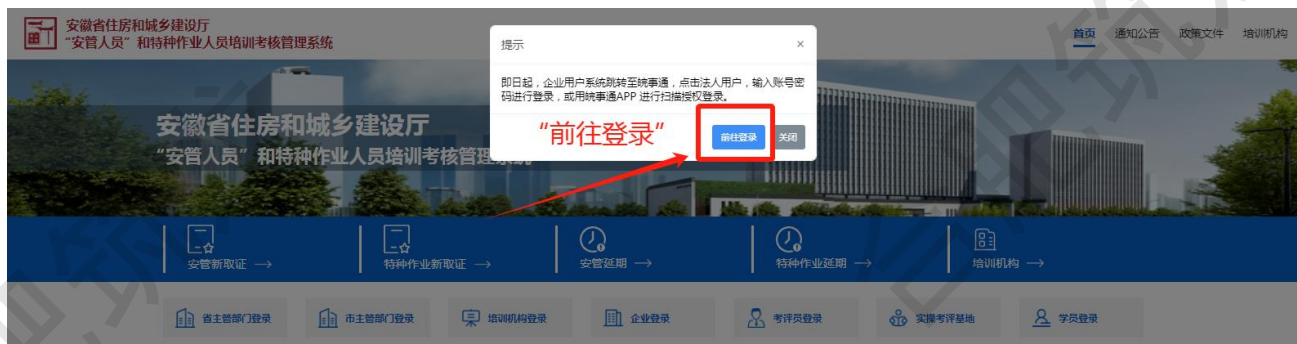 安徽省住房和城乡建设厅
“安管人员”和特种作业人员培训考核管理系统
首页 通知公告 政策文件 培训机构
提示 ×
即日起，企业用户系统跳转至皖事通，点击法人用户，输入账号密
码进行登录，或用皖事通APP 进行扫描授权登录。
“前往登录”
前往登录 关闭
安徽省住房和城乡建设厅
“安管人员”和特种作业人员培训考核管理系统
安管新取证 →
特种作业新取证 →
安管延期 →
特种作业延期 →
培训机构 →
省主管部门登录
市主管部门登录
培训机构登录
企业登录
考评员登录
实操考评基地
学员登录